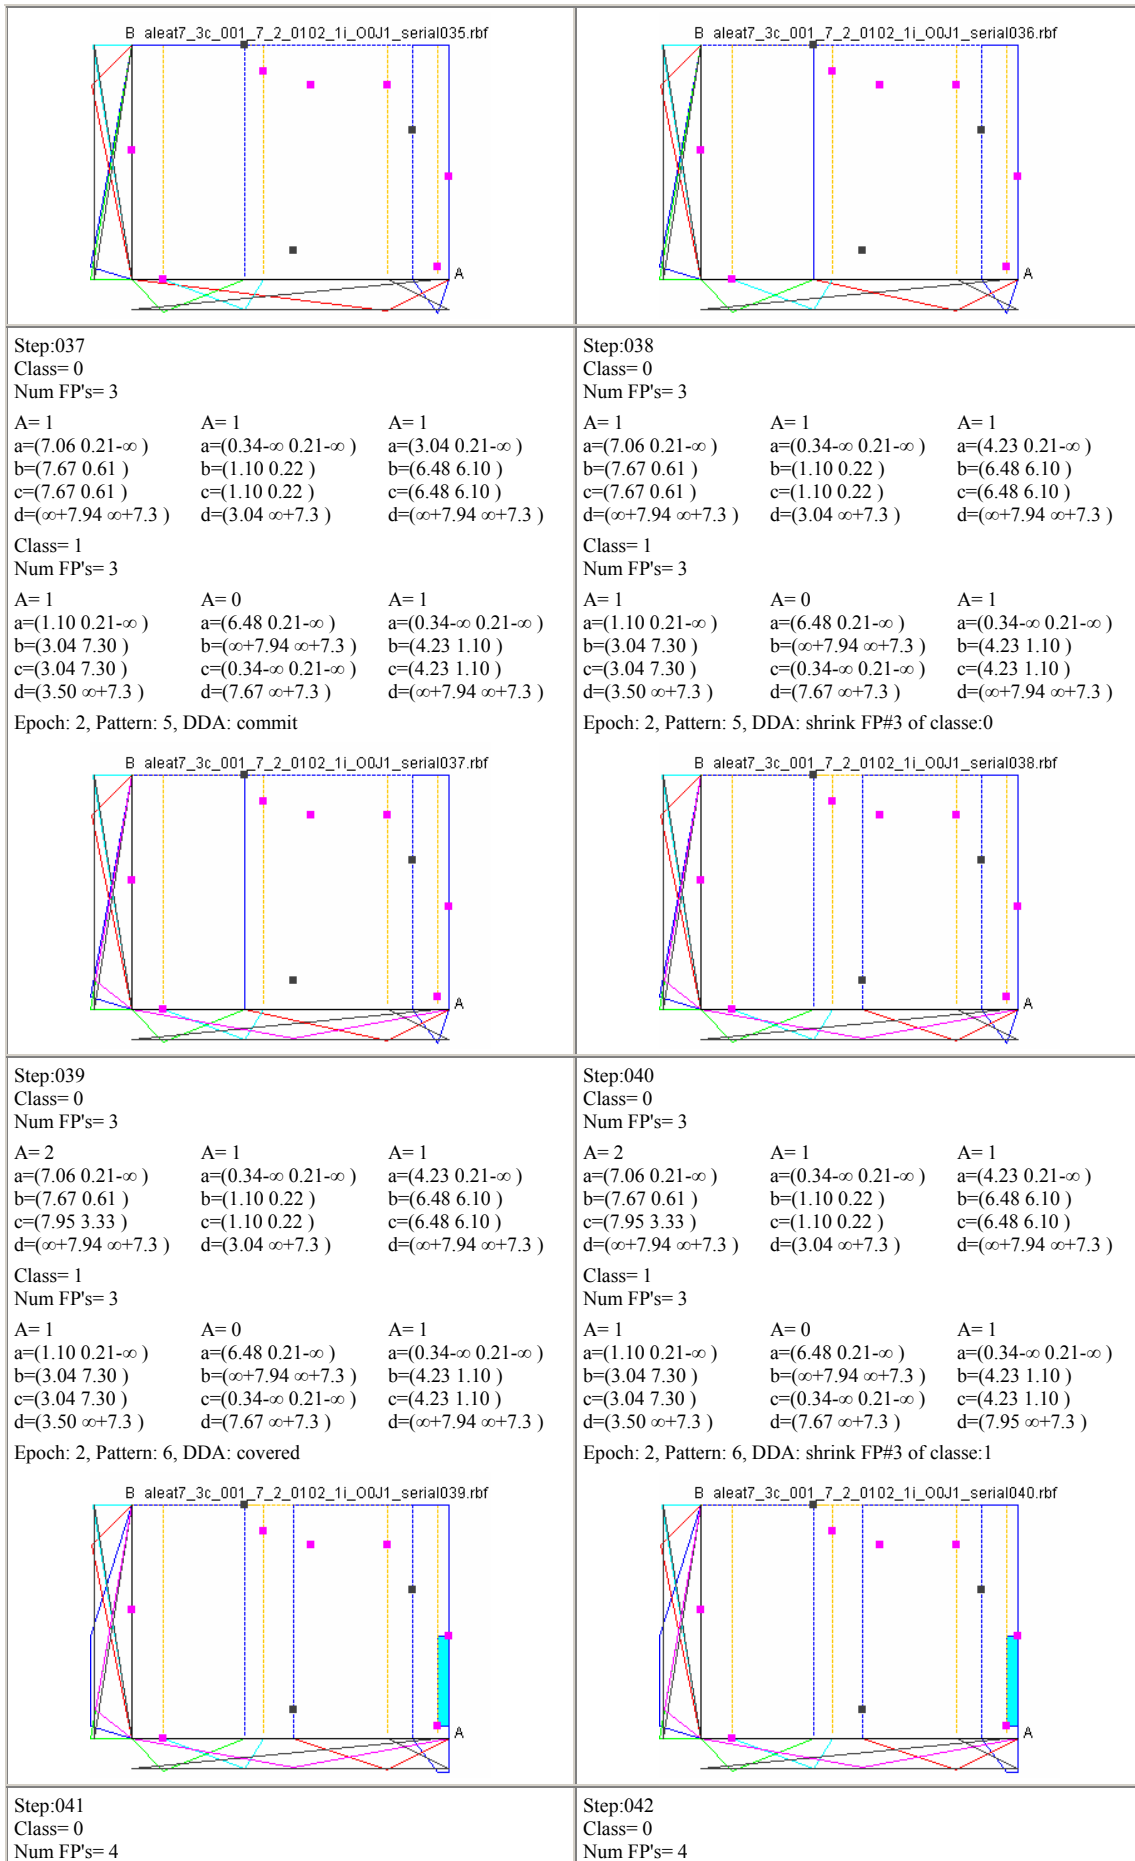 B aleat7_3c_001_7_2_0102_1i_O0J1_serial035.rbf
A
B aleat7_3c_001_7_2_0102_1i_O0J1_serial036.rbf
A
Step:037
Class= 0
Num FP's= 3
A= 1 A= 1 A= 1
a=(7.06 0.21-∞ ) a=(0.34-∞ 0.21-∞ ) a=(3.04 0.21-∞ )
b=(7.67 0.61 ) b=(1.10 0.22 ) b=(6.48 6.10 )
c=(7.67 0.61 ) c=(1.10 0.22 ) c=(6.48 6.10 )
d=(∞+7.94 ∞+7.3 ) d=(3.04 ∞+7.3 ) d=(∞+7.94 ∞+7.3 )
Class= 1
Num FP's= 3
A= 1 A= 0 A= 1
a=(1.10 0.21-∞ ) a=(6.48 0.21-∞ ) a=(0.34-∞ 0.21-∞ )
b=(3.04 7.30 ) b=(∞+7.94 ∞+7.3 ) b=(4.23 1.10 )
c=(3.04 7.30 ) c=(0.34-∞ 0.21-∞ ) c=(4.23 1.10 )
d=(3.50 ∞+7.3 ) d=(7.67 ∞+7.3 ) d=(∞+7.94 ∞+7.3 )
Epoch: 2, Pattern: 5, DDA: commit
B aleat7_3c_001_7_2_0102_1i_O0J1_serial037.rbf
A
Step:038
Class= 0
Num FP's= 3
A= 1 A= 1 A= 1
a=(7.06 0.21-∞ ) a=(0.34-∞ 0.21-∞ ) a=(4.23 0.21-∞ )
b=(7.67 0.61 ) b=(1.10 0.22 ) b=(6.48 6.10 )
c=(7.67 0.61 ) c=(1.10 0.22 ) c=(6.48 6.10 )
d=(∞+7.94 ∞+7.3 ) d=(3.04 ∞+7.3 ) d=(∞+7.94 ∞+7.3 )
Class= 1
Num FP's= 3
A= 1 A= 0 A= 1
a=(1.10 0.21-∞ ) a=(6.48 0.21-∞ ) a=(0.34-∞ 0.21-∞ )
b=(3.04 7.30 ) b=(∞+7.94 ∞+7.3 ) b=(4.23 1.10 )
c=(3.04 7.30 ) c=(0.34-∞ 0.21-∞ ) c=(4.23 1.10 )
d=(3.50 ∞+7.3 ) d=(7.67 ∞+7.3 ) d=(∞+7.94 ∞+7.3 )
Epoch: 2, Pattern: 5, DDA: shrink FP#3 of classe:0
B aleat7_3c_001_7_2_0102_1i_O0J1_serial038.rbf
A
Step:039
Class= 0
Num FP's= 3
A= 2 A= 1 A= 1
a=(7.06 0.21-∞ ) a=(0.34-∞ 0.21-∞ ) a=(4.23 0.21-∞ )
b=(7.67 0.61 ) b=(1.10 0.22 ) b=(6.48 6.10 )
c=(7.95 3.33 ) c=(1.10 0.22 ) c=(6.48 6.10 )
d=(∞+7.94 ∞+7.3 ) d=(3.04 ∞+7.3 ) d=(∞+7.94 ∞+7.3 )
Class= 1
Num FP's= 3
A= 1 A= 0 A= 1
a=(1.10 0.21-∞ ) a=(6.48 0.21-∞ ) a=(0.34-∞ 0.21-∞ )
b=(3.04 7.30 ) b=(∞+7.94 ∞+7.3 ) b=(4.23 1.10 )
c=(3.04 7.30 ) c=(0.34-∞ 0.21-∞ ) c=(4.23 1.10 )
d=(3.50 ∞+7.3 ) d=(7.67 ∞+7.3 ) d=(∞+7.94 ∞+7.3 )
Epoch: 2, Pattern: 6, DDA: covered
B aleat7_3c_001_7_2_0102_1i_O0J1_serial039.rbf
A
Step:040
Class= 0
Num FP's= 3
A= 2 A= 1 A= 1
a=(7.06 0.21-∞ ) a=(0.34-∞ 0.21-∞ ) a=(4.23 0.21-∞ )
b=(7.67 0.61 ) b=(1.10 0.22 ) b=(6.48 6.10 )
c=(7.95 3.33 ) c=(1.10 0.22 ) c=(6.48 6.10 )
d=(∞+7.94 ∞+7.3 ) d=(3.04 ∞+7.3 ) d=(∞+7.94 ∞+7.3 )
Class= 1
Num FP's= 3
A= 1 A= 0 A= 1
a=(1.10 0.21-∞ ) a=(6.48 0.21-∞ ) a=(0.34-∞ 0.21-∞ )
b=(3.04 7.30 ) b=(∞+7.94 ∞+7.3 ) b=(4.23 1.10 )
c=(3.04 7.30 ) c=(0.34-∞ 0.21-∞ ) c=(4.23 1.10 )
d=(3.50 ∞+7.3 ) d=(7.67 ∞+7.3 ) d=(7.95 ∞+7.3 )
Epoch: 2, Pattern: 6, DDA: shrink FP#3 of classe:1
B aleat7_3c_001_7_2_0102_1i_O0J1_serial040.rbf
A
Step:041
Class= 0
Num FP's= 4
Step:042
Class= 0
Num FP's= 4